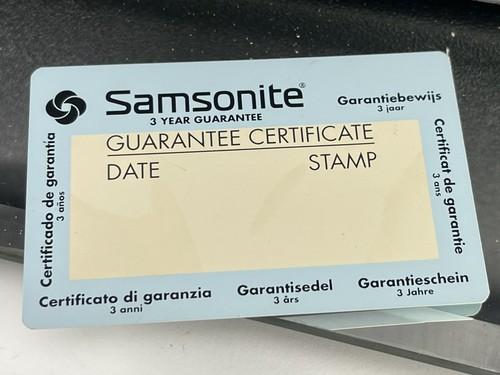 Samsonite®
3 YEAR GUARANTEE
Garantiebewijs
3 jaar
GUARANTEE CERTIFICATE
DATE STAMP
Certificado de garantia
3 años
Certificat de garantie
3 ans
Certificato di garanzia
3 anni
Garantisedel
3 års
Garantieschein
3 Jahre